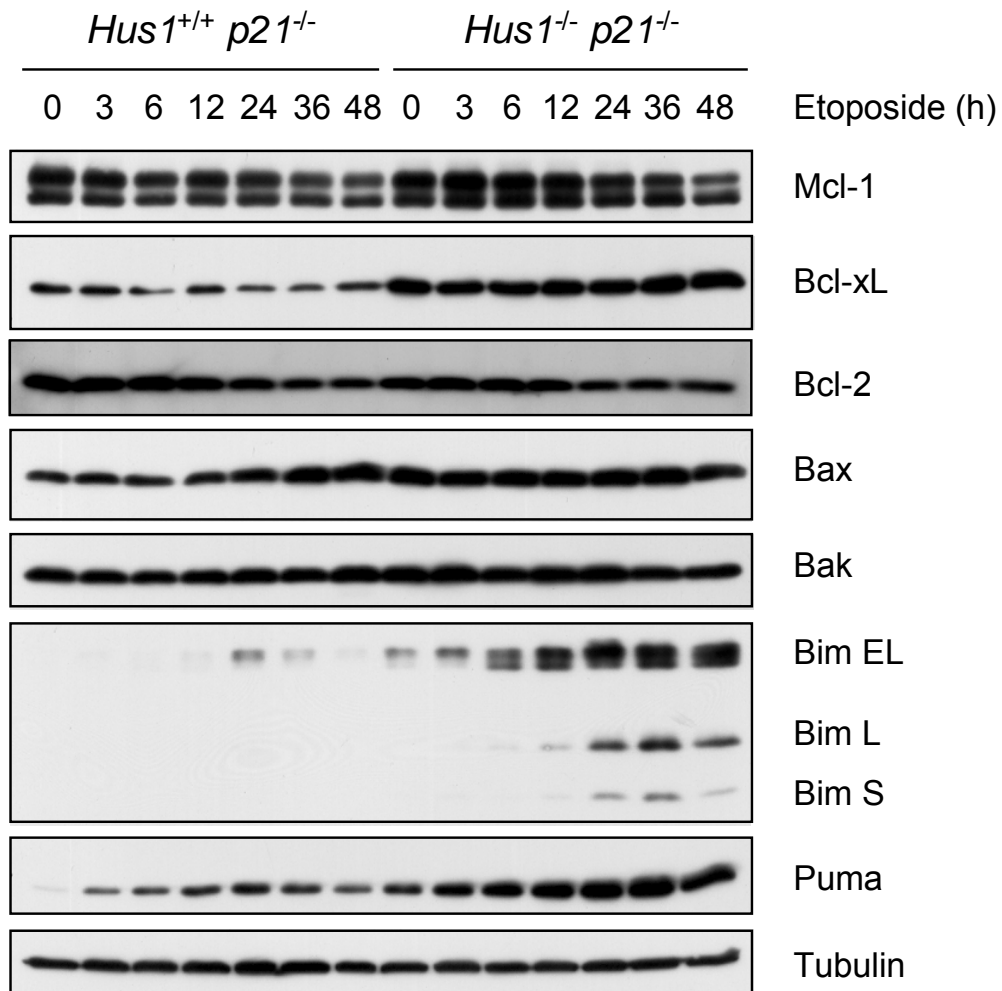 Hus1+/+ p21-/- Hus1-/- p21-/-
0 3 6 12 24 36 48 0 3 6 12 24 36 48 Etoposide (h)
Mcl-1
Bcl-xL
Bcl-2
Bax
Bak
Bim EL
Bim L
Bim S
Puma
Tubulin